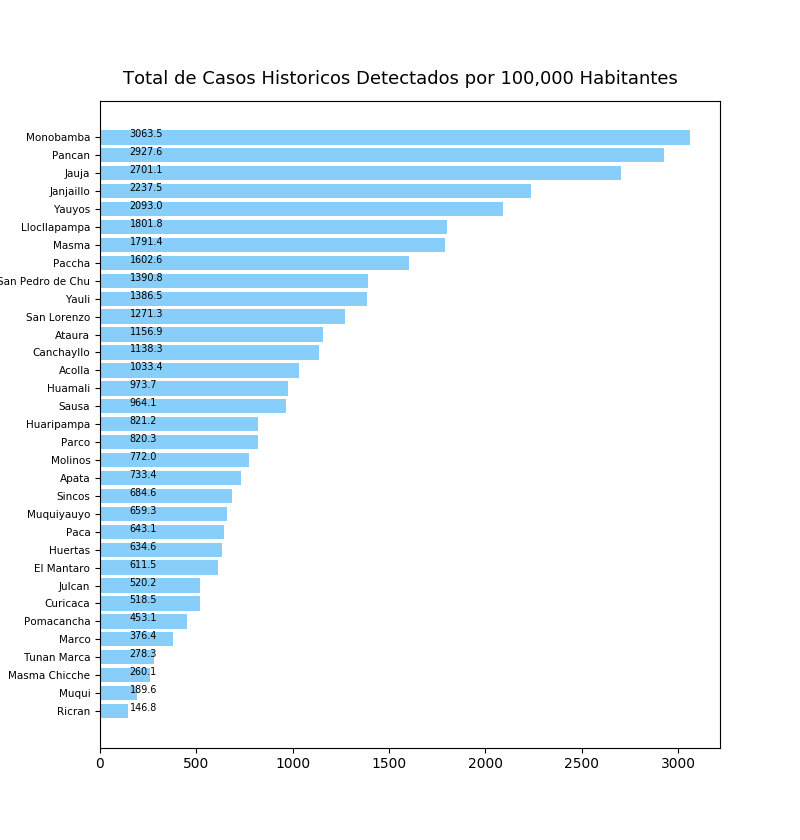 Total de Casos Historicos Detectados por 100,000 Habitantes
Monobamba 3063.5
Pancan 2927.6
Jauja 2701.1
Janjaillo 2237.5
Yauyos 2093.0
Llocllapampa 1801.8
Masma 1791.4
Paccha 1602.6
San Pedro de Chu 1390.8
Yauli 1386.5
San Lorenzo 1271.3
Ataura 1156.9
Canchayllo 1138.3
Acolla 1033.4
Huamali 973.7
Sausa 964.1
Huaripampa 821.2
Parco 820.3
Molinos 772.0
Apata 733.4
Sincos 684.6
Muquiyauyo 659.3
Paca 643.1
Huertas 634.6
El Mantaro 611.5
Julcan 520.2
Curicaca 518.5
Pomacancha 453.1
Marco 376.4
Tunan Marca 278.3
Masma Chicche 260.1
Muqui 189.6
Ricran 146.8
0 500 1000 1500 2000 2500 3000